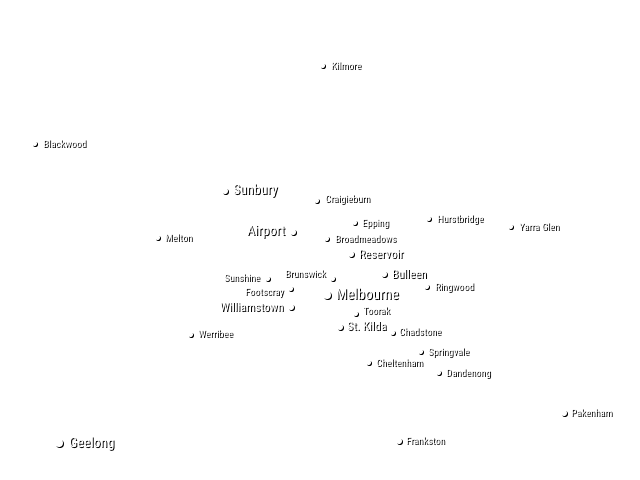 Kilmore
Blackwood
Sunbury
Craigieburn
Hurstbridge
Epping
Yarra Glen
Airport
Melton
Broadmeadows
Reservoir
Brunswick
Bulleen
Sunshine
Ringwood
Footscray
Melbourne
Williamstown
Toorak
St. Kilda
Chadstone
Werribee
Springvale
Cheltenham
Dandenong
Pakenham
Frankston
Geelong